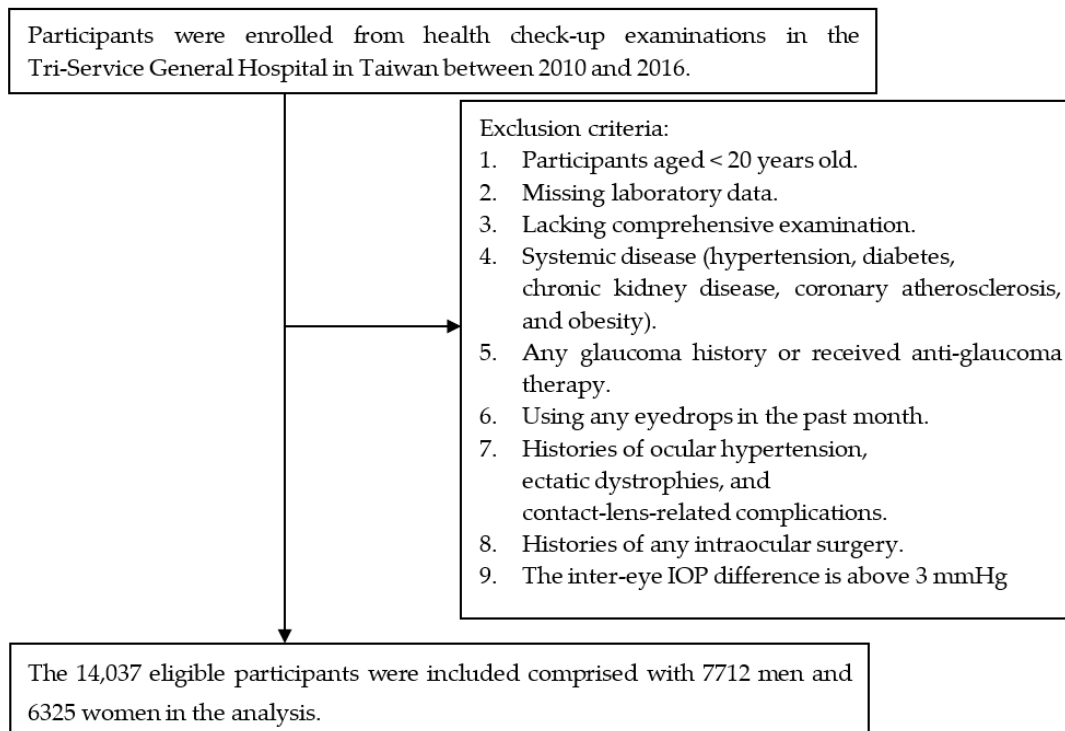 Participants were enrolled from health check-up examinations in the
Tri-Service General Hospital in Taiwan between 2010 and 2016.
Exclusion criteria:
1. Participants aged < 20 years old.
2. Missing laboratory data.
3. Lacking comprehensive examination.
4. Systemic disease (hypertension, diabetes,
chronic kidney disease, coronary atherosclerosis,
and obesity).
5. Any glaucoma history or received anti-glaucoma
therapy.
6. Using any eyedrops in the past month.
7. Histories of ocular hypertension,
ectatic dystrophies, and
contact-lens-related complications.
8. Histories of any intraocular surgery.
9. The inter-eye IOP difference is above 3 mmHg
The 14,037 eligible participants were included comprised with 7712 men and
6325 women in the analysis.